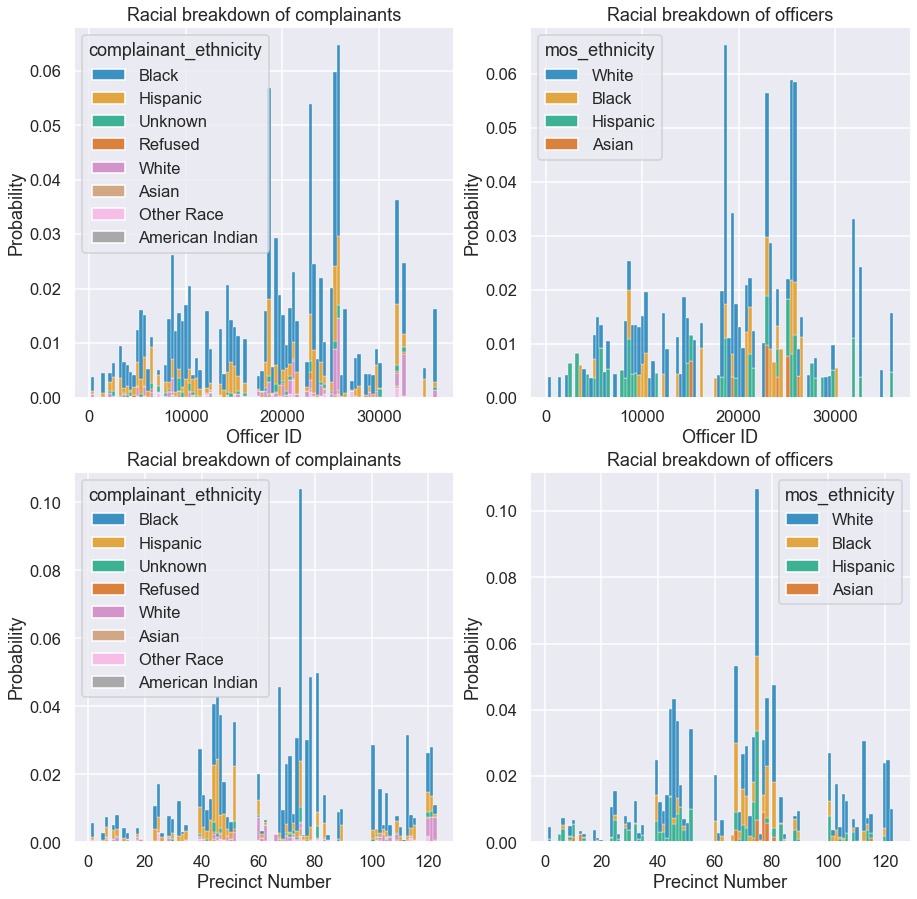 Racial breakdown of complainants
complainant_ethnicity
Black
Hispanic
Unknown
Refused
White
Asian
Other Race
American Indian
0.06
0.05
0.04
0.03
0.02
0.01
0.00
Probability
0 10000 20000 30000
Officer ID
Racial breakdown of officers
mos_ethnicity
White
Black
Hispanic
Asian
0.06
0.05
0.04
0.03
0.02
0.01
0.00
Probability
0 10000 20000 30000
Officer ID
Racial breakdown of complainants
complainant_ethnicity
Black
Hispanic
Unknown
Refused
White
Asian
Other Race
American Indian
0.10
0.08
0.06
0.04
0.02
0.00
Probability
0 20 40 60 80 100 120
Precinct Number
Racial breakdown of officers
mos_ethnicity
White
Black
Hispanic
Asian
0.10
0.08
0.06
0.04
0.02
0.00
Probability
0 20 40 60 80 100 120
Precinct Number